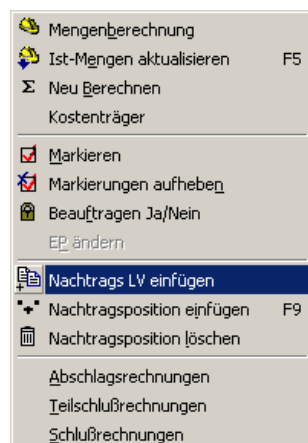 Mengenberechnung
Ist-Mengen aktualisieren F5
Σ Neu Berechnen
Kostenträger
Markieren
Markierungen aufheben
Beauftragen Ja/Nein
EP ändern
Nachtrags LV einfügen
Nachtragsposition einfügen F9
Nachtragsposition löschen
Abschlagsrechnungen
Teilschlußrechnungen
Schlußrechnungen